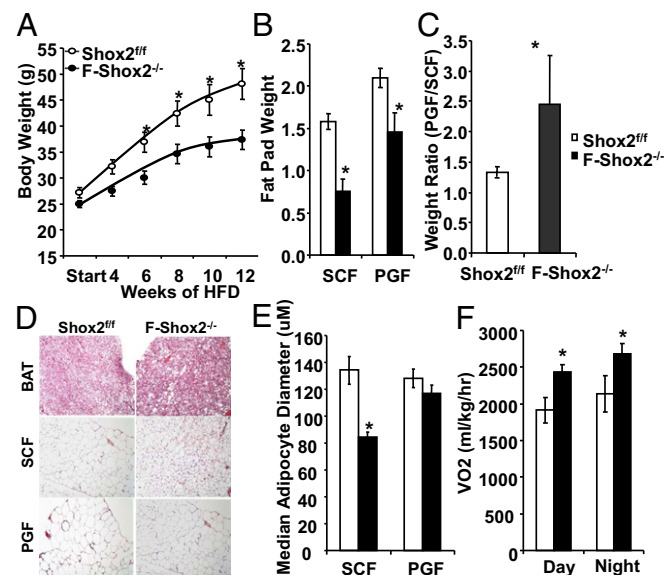 A
Shox2f/f
F-Shox2-/-
Body Weight (g)
55
50
45
40
35
30
25
20
15
*
*
*
*
Start 4 6 8 10 12
Weeks of HFD
B
Fat Pad Weight
2.5
2.0
1.5
1.0
0.5
0.0
*
*
SCF PGF
C
Weight Ratio (PGF/SCF)
3.5
3.0
2.5
2.0
1.5
1.0
0.5
0.0
*
Shox2f/f
F-Shox2-/-
Shox2f/f F-Shox2-/-
D
Shox2f/f F-Shox2-/-
BAT
SCF
PGF
E
Median Adipocyte Diameter (uM)
160
140
120
100
80
60
40
20
0
*
SCF PGF
F
VO2 (ml/kg/hr)
3000
2500
2000
1500
1000
500
0
*
*
Day Night